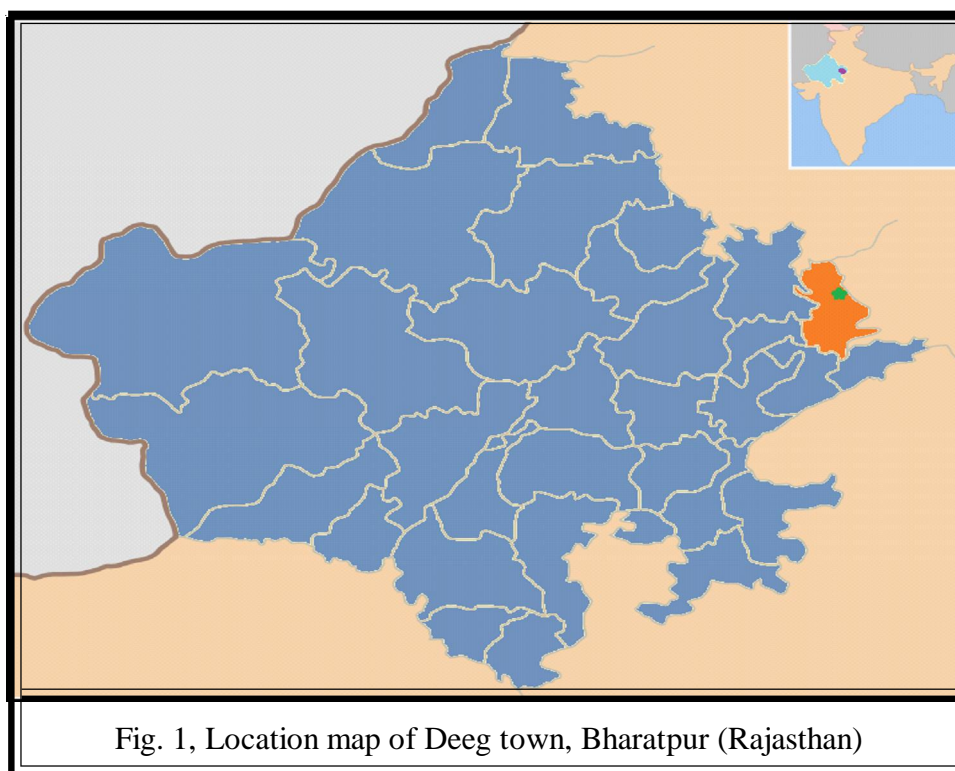 Fig. 1, Location map of Deeg town, Bharatpur (Rajasthan)